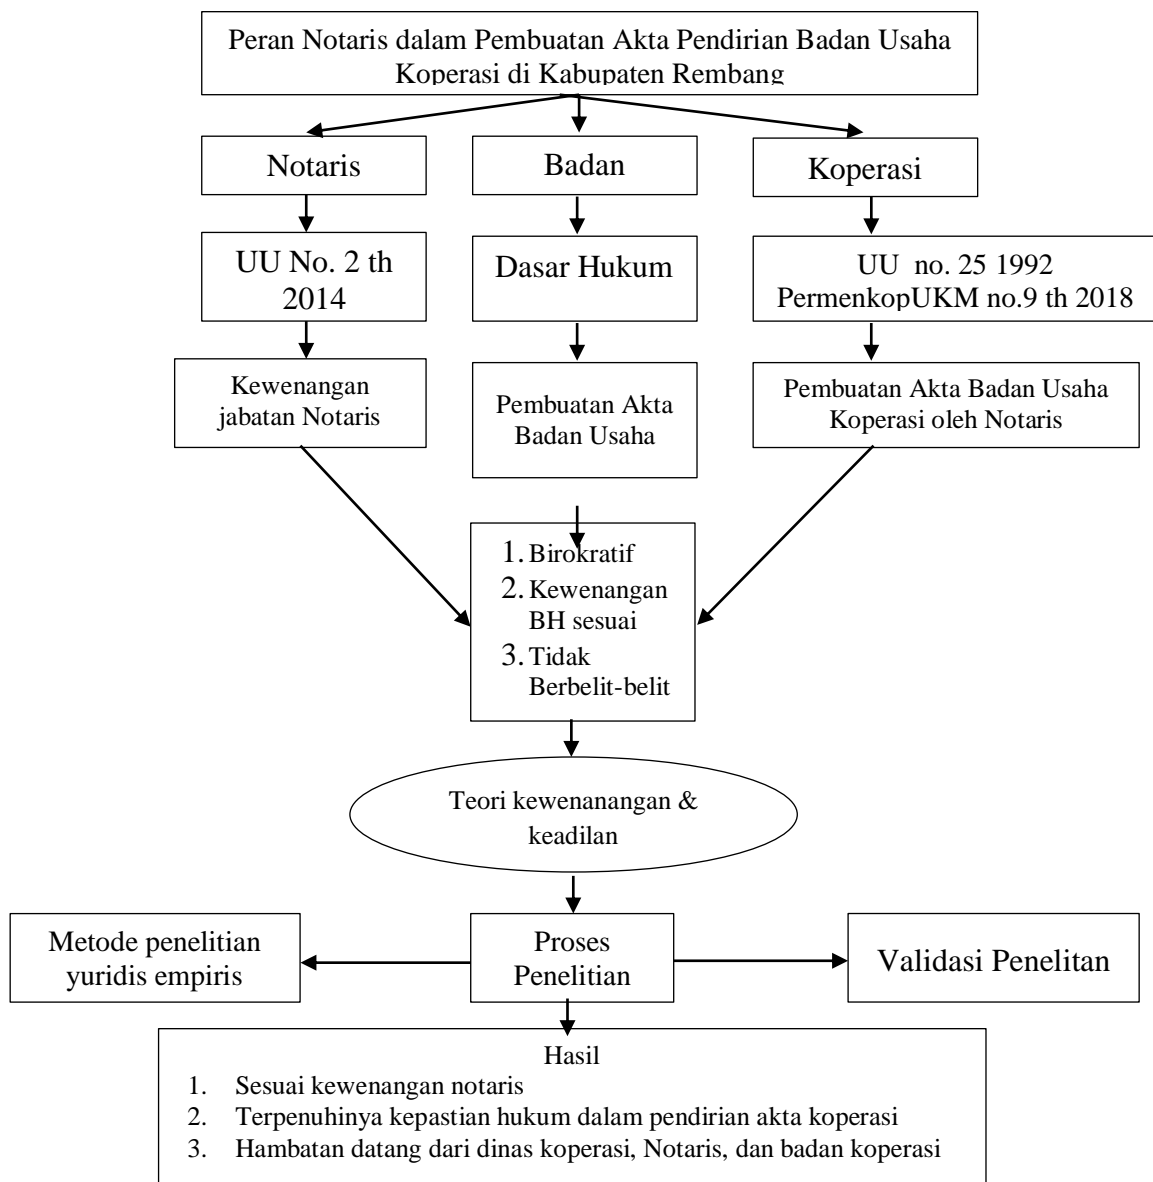 Peran Notaris dalam Pembuatan Akta Pendirian Badan Usaha
Koperasi di Kabupaten Rembang
Notaris
Badan
Koperasi
UU No. 2 th
2014
Dasar Hukum
UU no. 25 1992
PermenkopUKM no.9 th 2018
Kewenangan
jabatan Notaris
Pembuatan Akta
Badan Usaha
Pembuatan Akta Badan Usaha
Koperasi oleh Notaris
1. Birokratif
2. Kewenangan
BH sesuai
3. Tidak
Berbelit-belit
Teori kewenanangan &
keadilan
Metode penelitian
yuridis empiris
Proses
Penelitian
Validasi Penelitan
Hasil
1. Sesuai kewenangan notaris
2. Terpenuhinya kepastian hukum dalam pendirian akta koperasi
3. Hambatan datang dari dinas koperasi, Notaris, dan badan koperasi